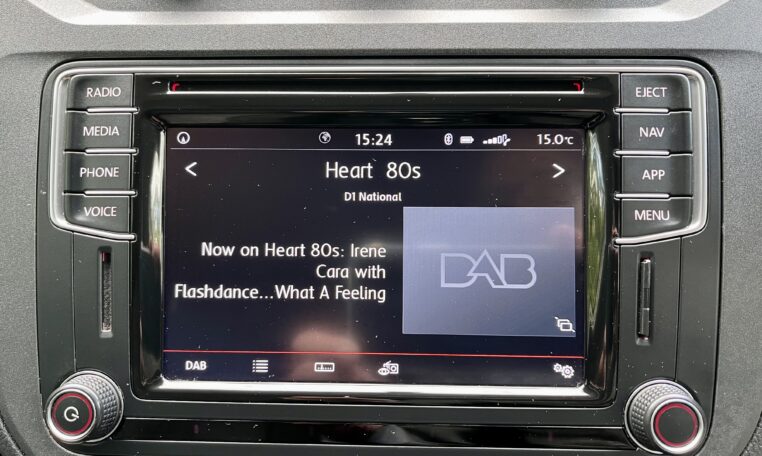 RADIO
MEDIA
PHONE
VOICE
EJECT
NAV
APP
MENU
15:24
15.0°C
Heart 80s
D1 National
Now on Heart 80s: Irene
Cara with
Flashdance...What A Feeling
DAB
DAB